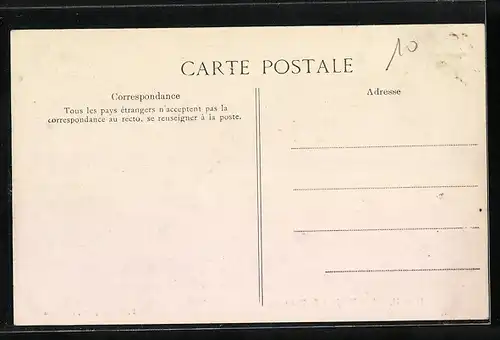 10
CARTE POSTALE
Correspondance
Tous les pays étrangers n'acceptent pas la
correspondance au recto, se renseigner à la poste.
Adresse